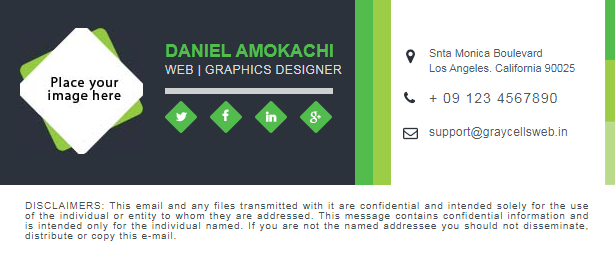 Place your
image here
DANIEL AMOKACHI
WEB | GRAPHICS DESIGNER
g+
Snta Monica Boulevard
Los Angeles. California 90025
+ 09 123 4567890
support@graycellsweb.in
DISCLAIMERS: This email and any files transmitted with it are confidential and intended solely for the use
of the individual or entity to whom they are addressed. This message contains confidential information and
is intended only for the individual named. If you are not the named addressee you should not disseminate,
distribute or copy this e-mail.